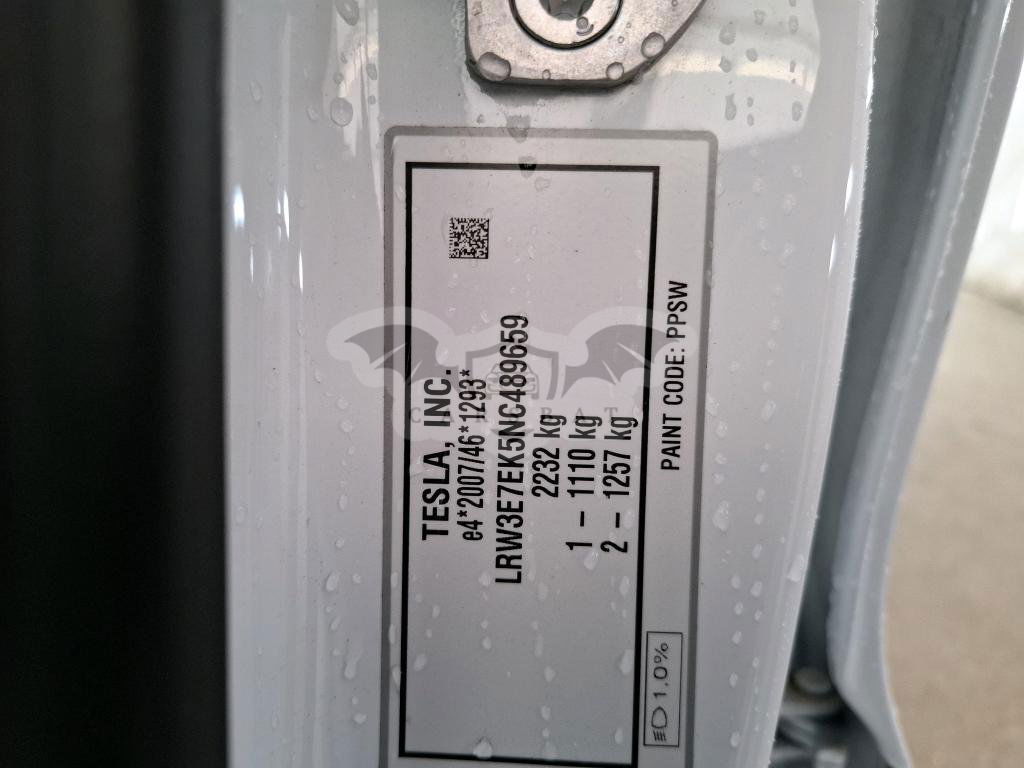 TESLA, INC.
e4*2007/46*1293*
LRW3E7EK5NC489659
2232 kg
1 – 1110 kg
2 – 1257 kg
PAINT CODE: PPSW
1.0%